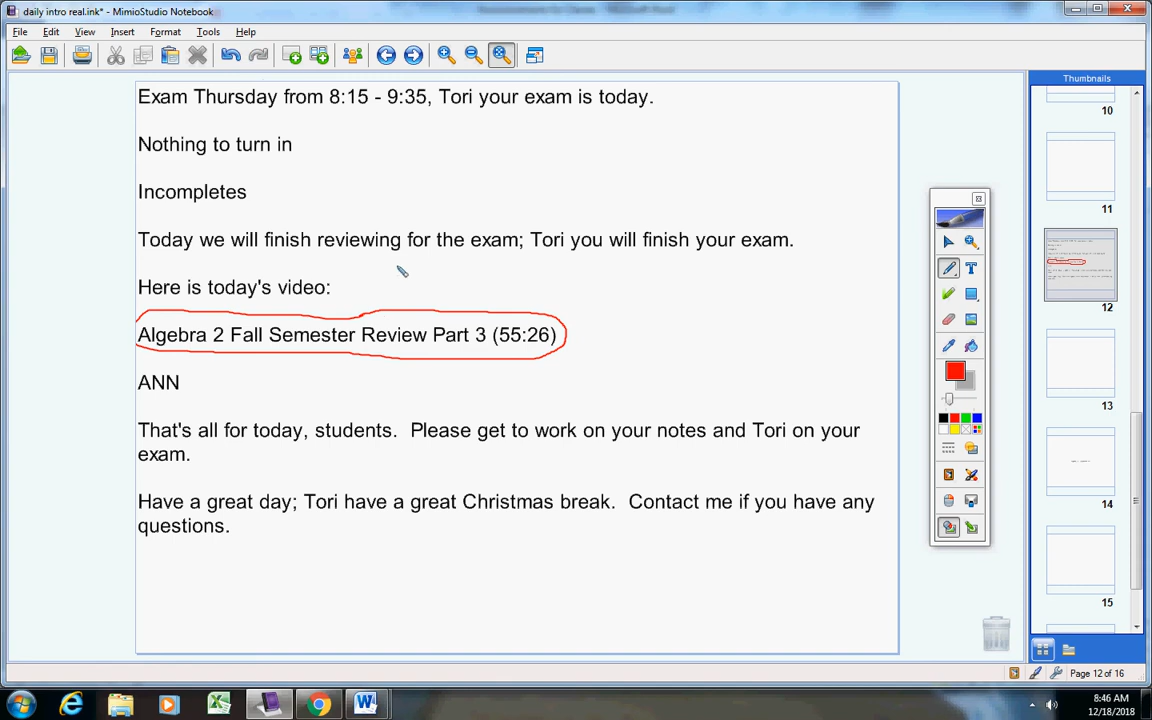 daily intro real.ink* - MimioStudio Notebook
File Edit View Insert Format Tools Help
Exam Thursday from 8:15 - 9:35, Tori your exam is today.
Nothing to turn in
Incompletes
Today we will finish reviewing for the exam; Tori you will finish your exam.
Here is today's video:
Algebra 2 Fall Semester Review Part 3 (55:26)
ANN
That's all for today, students.  Please get to work on your notes and Tori on your
exam.
Have a great day; Tori have a great Christmas break.  Contact me if you have any
questions.
Thumbnails
10
11
12
13
14
15
Page 12 of 16
8:46 AM
12/18/2018